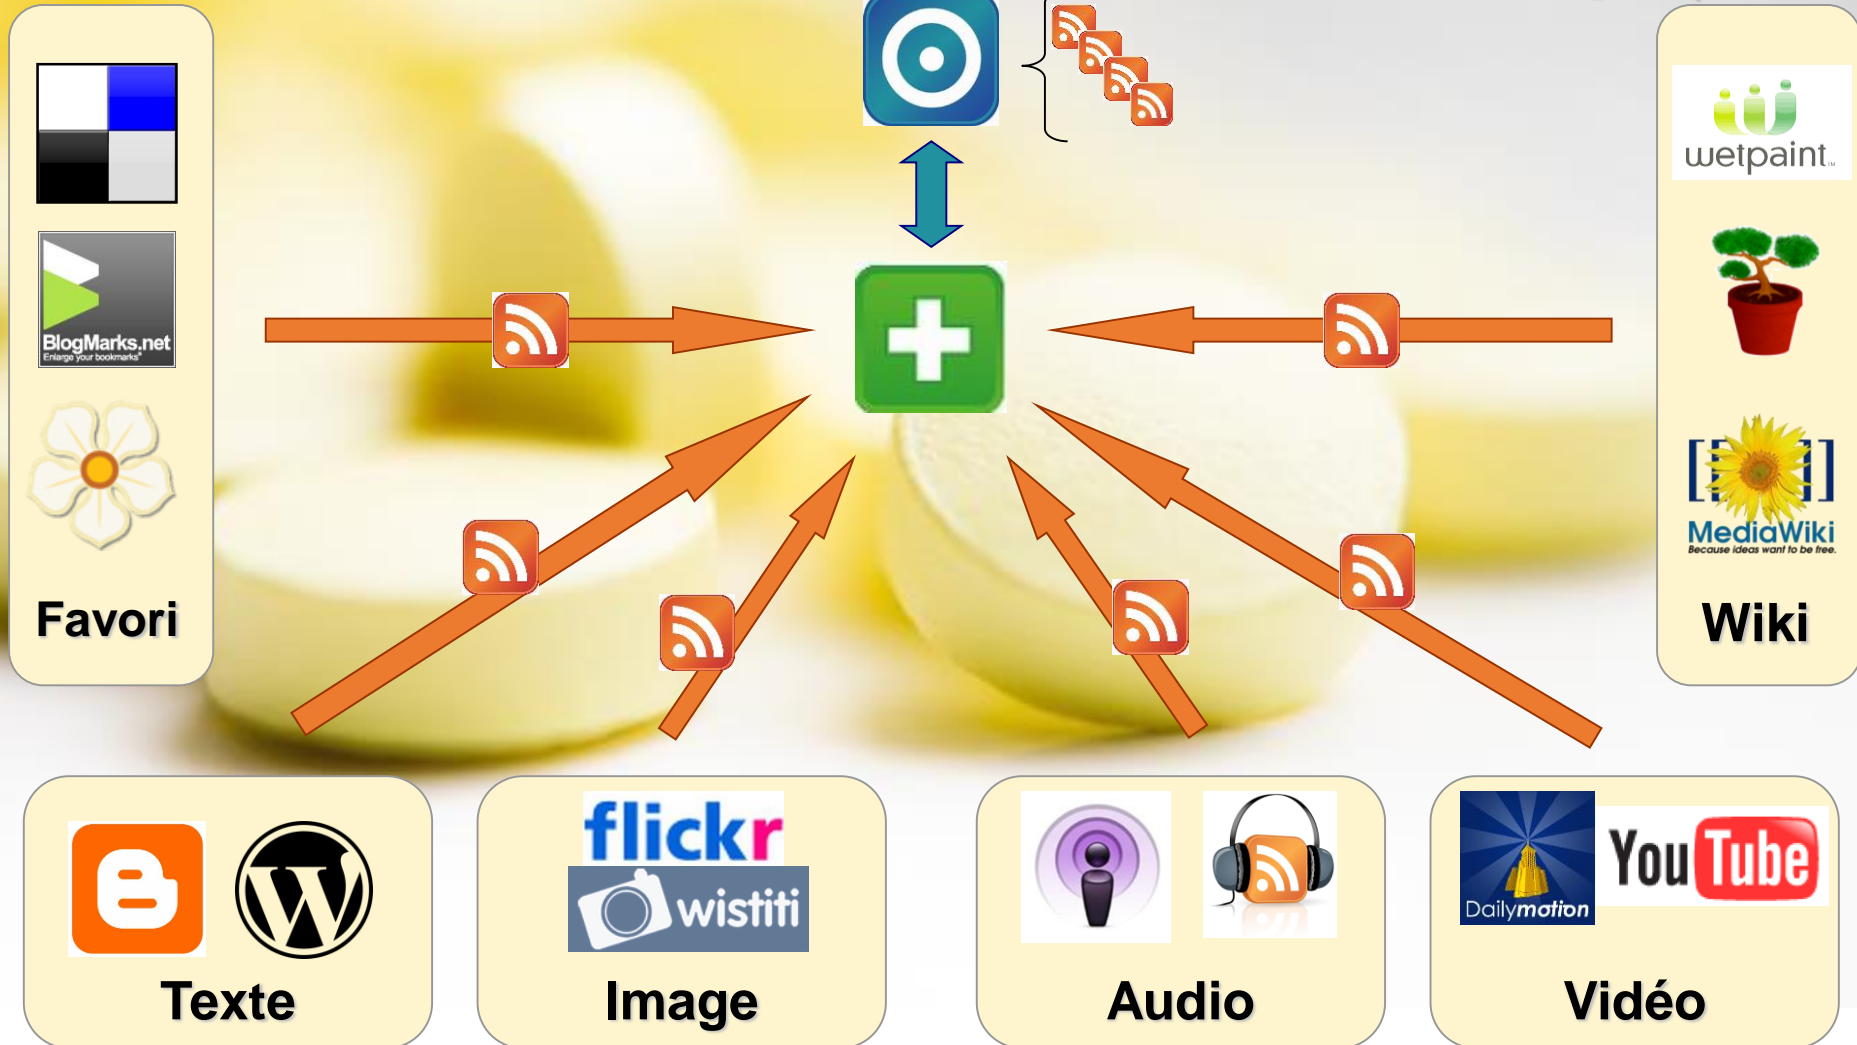 BlogMarks.net
Enlarge your bookmarks"
Favori
wetpaint™
[[ ]]
MediaWiki
Because ideas want to be free.
Wiki
B
W
Texte
flickr
wistiti
Image
Audio
Dailymotion
YouTube
Vidéo